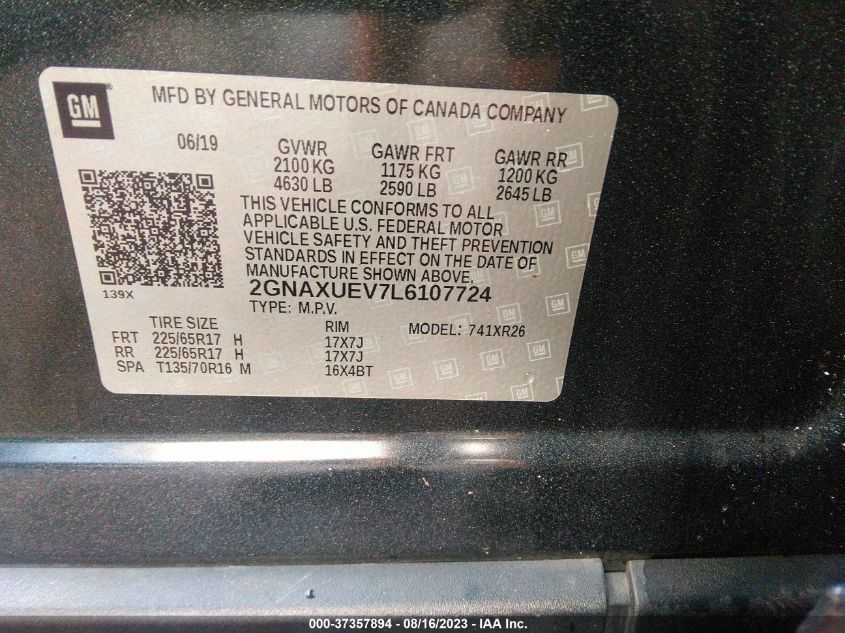 GM
MFD BY GENERAL MOTORS OF CANADA COMPANY
06/19
GVWR
2100 KG
4630 LB
GAWR FRT
1175 KG
2590 LB
GAWR RR
1200 KG
2645 LB
THIS VEHICLE CONFORMS TO ALL
APPLICABLE U.S. FEDERAL MOTOR
VEHICLE SAFETY AND THEFT PREVENTION
STANDARDS IN EFFECT ON THE DATE OF
MANUFACTURE SHOWN ABOVE.
139X
2GNAXUEV7L6107724
TYPE: M.P.V.
TIRE SIZE RIM MODEL: 741XR26
FRT 225/65R17 H 17X7J
RR 225/65R17 H 17X7J
SPA T135/70R16 M 16X4BT
000-37357894 - 08/16/2023 - IAA Inc.